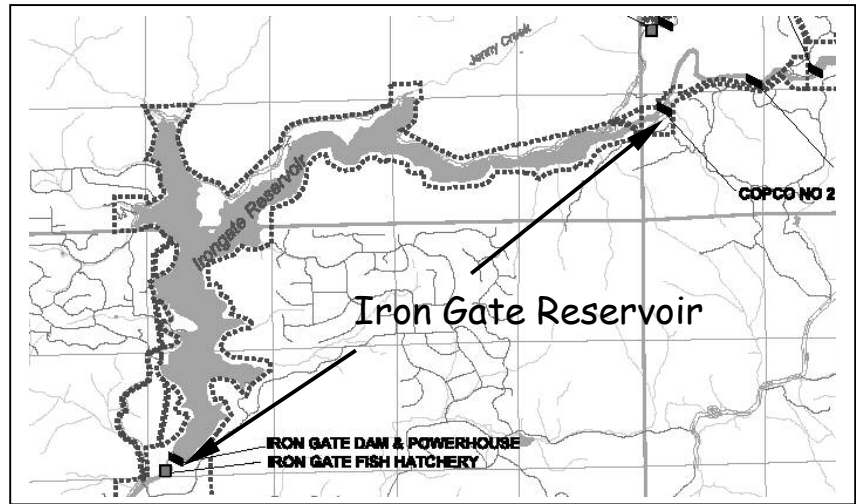 Jenny Creek
COPCO NO 2
Irongate Reservoir
Iron Gate Reservoir
IRON GATE DAM & POWERHOUSE
IRON GATE FISH HATCHERY